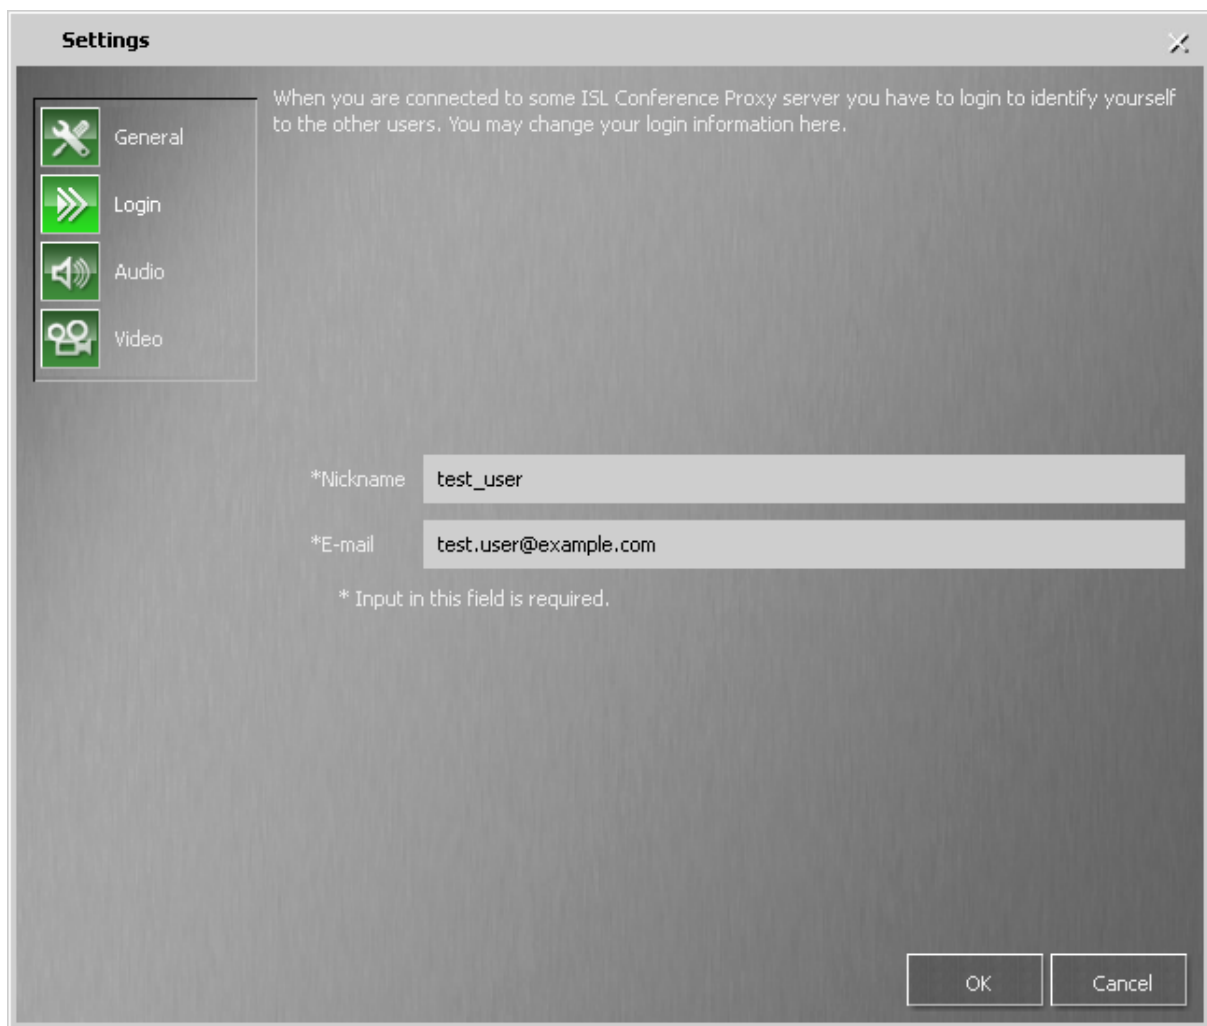 Settings
When you are connected to some ISL Conference Proxy server you have to login to identify yourself
to the other users. You may change your login information here.
General
Login
Audio
Video
*Nickname test_user
*E-mail test.user@example.com
* Input in this field is required.
OK Cancel